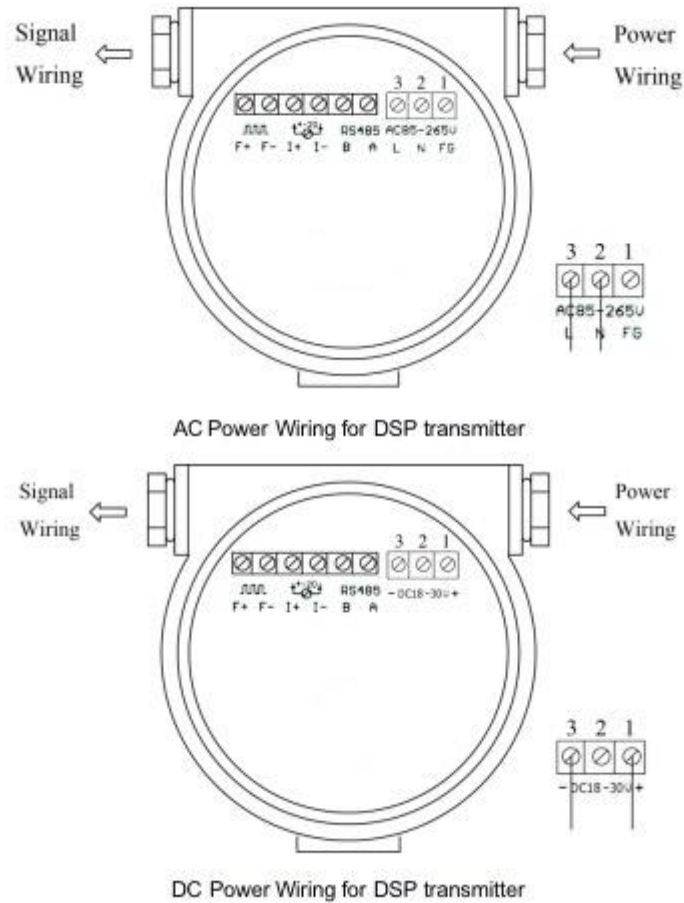 Signal
Wiring
Power
Wiring
3 2 1
AC85-265V
RS485
F+ F- I+ I- B A L N FG
3 2 1
AC85-265V
L N FG
AC Power Wiring for DSP transmitter
Signal
Wiring
Power
Wiring
3 2 1
RS485 - DC18-30V +
F+ F- I+ I- B A
3 2 1
- DC18-30V +
DC Power Wiring for DSP transmitter